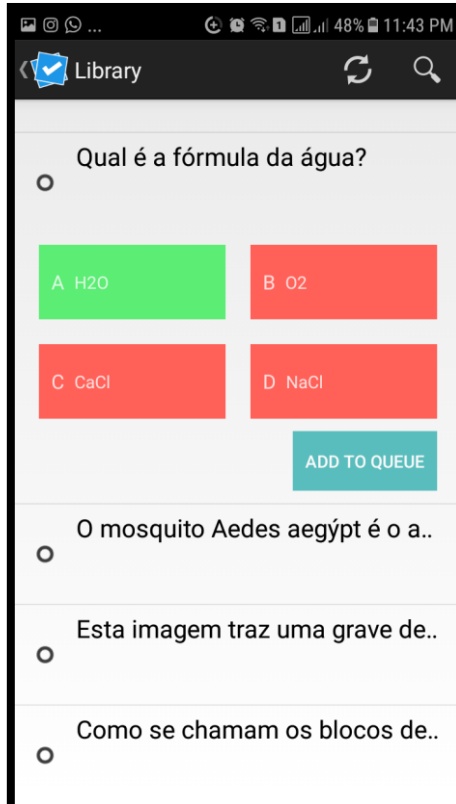 ... 1 48% 11:43 PM
Library
Qual é a fórmula da água?
A H2O B O2
C CaCl D NaCl
ADD TO QUEUE
O mosquito Aedes aegýpt é o a..
Esta imagem traz uma grave de..
Como se chamam os blocos de..